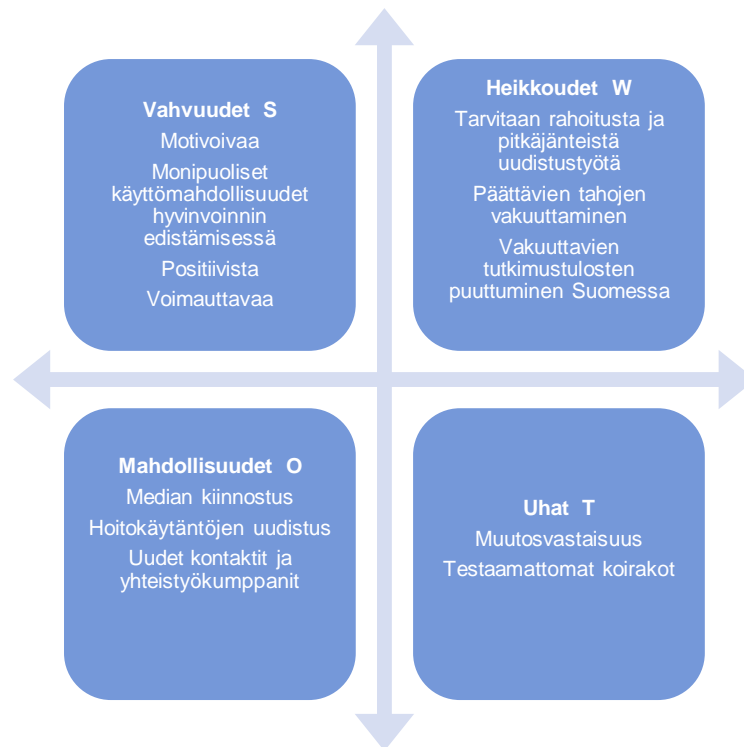 Vahvuudet S
Motivoivaa
Monipuoliset
käyttömahdollisuudet
hyvinvoinnin
edistämisessä
Positiivista
Voimauttavaa
Heikkoudet W
Tarvitaan rahoitusta ja
pitkäjänteistä
uudistustyötä
Päättävien tahojen
vakuuttaminen
Vakuuttavien
tutkimustulosten
puuttuminen Suomessa
Mahdollisuudet O
Median kiinnostus
Hoitokäytäntöjen uudistus
Uudet kontaktit ja
yhteistyökumppanit
Uhat T
Muutosvastaisuus
Testaamattomat koirakot